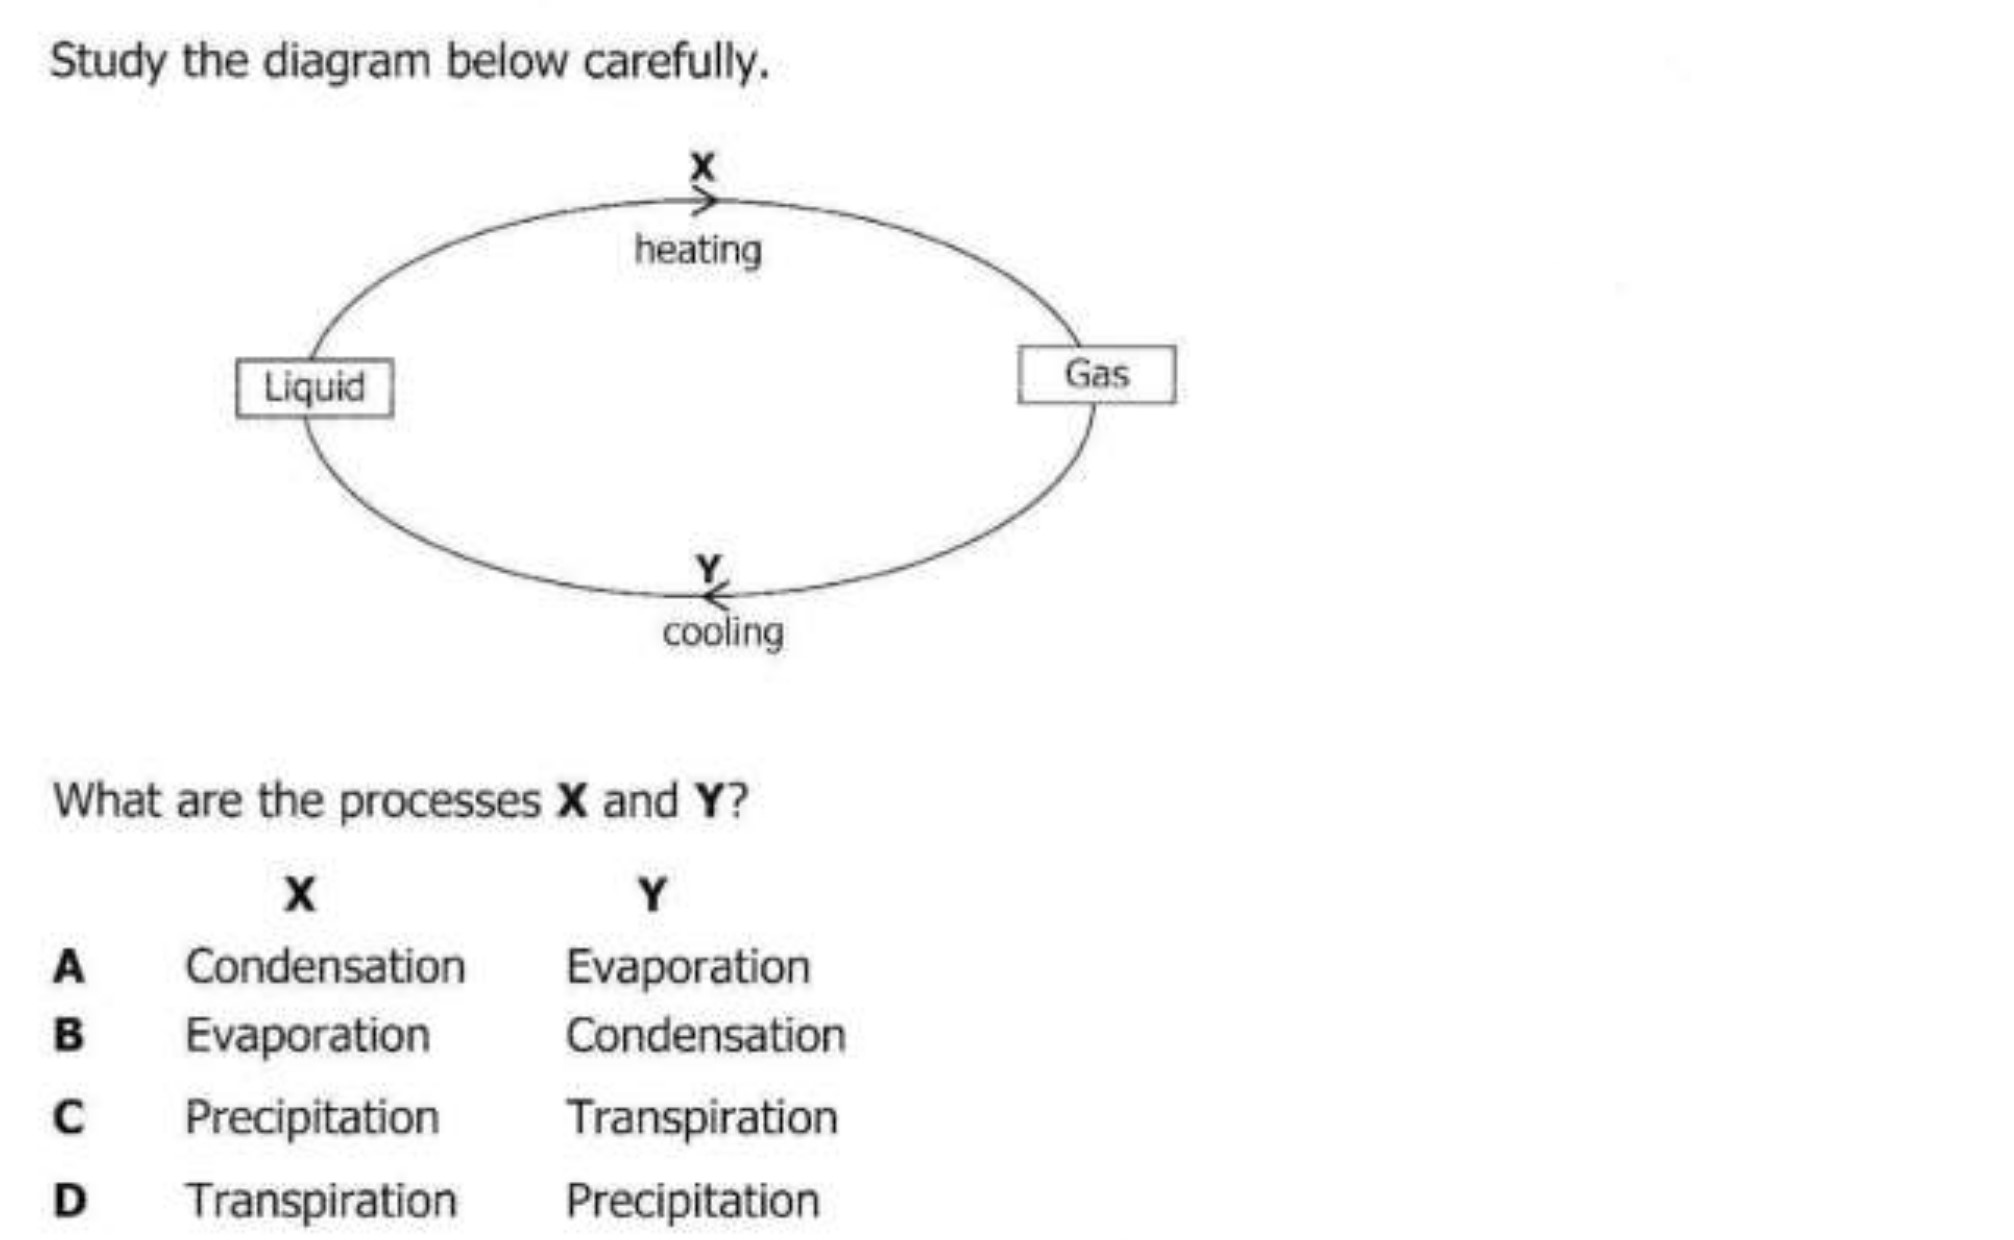 Study the diagram below carefully.
X
heating
Liquid
Gas
Y
cooling
What are the processes X and Y?
X Y
A Condensation Evaporation
B Evaporation Condensation
C Precipitation Transpiration
D Transpiration Precipitation